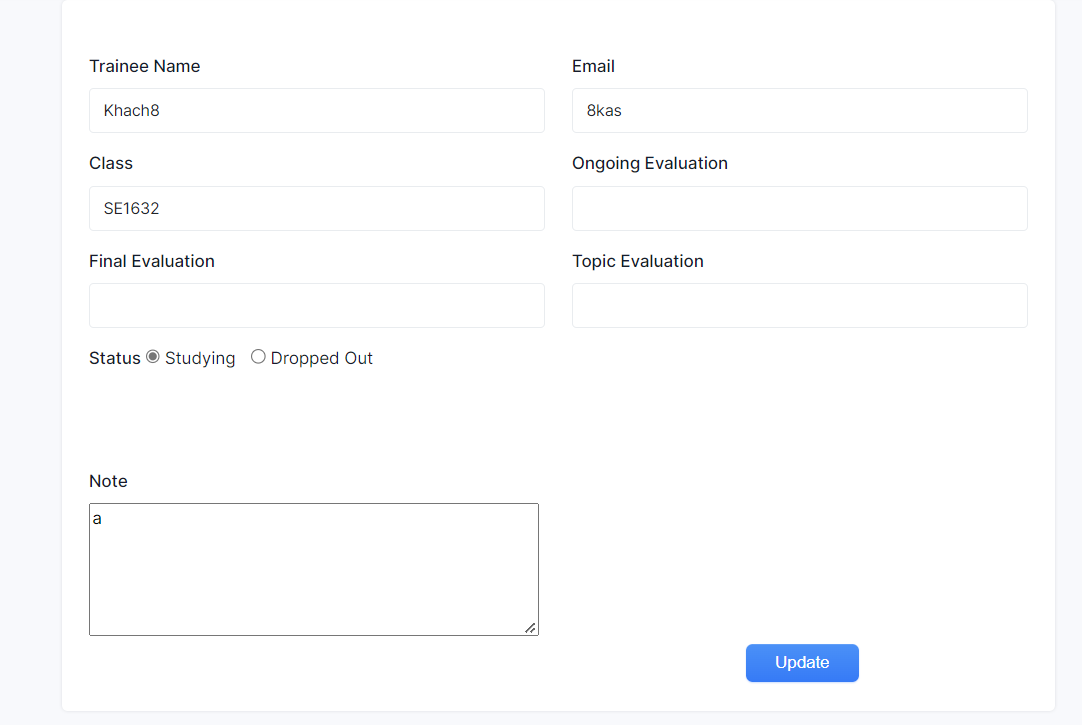 Trainee Name
Email
Khach8
8kas
Class
Ongoing Evaluation
SE1632
Final Evaluation
Topic Evaluation
Status Studying Dropped Out
Note
a
Update